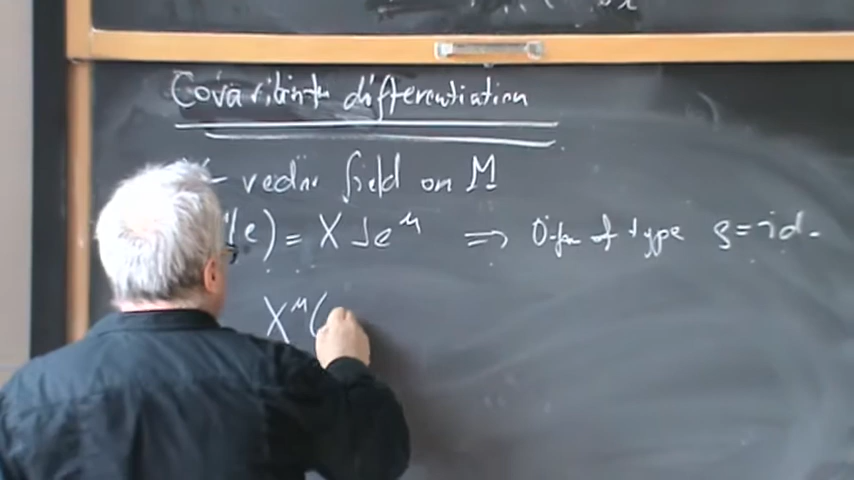 Covariant differentiation
- vector field on M
(e) = X ⌟ e^μ ⇒ 0-form of type ρ = id.
X^μ(